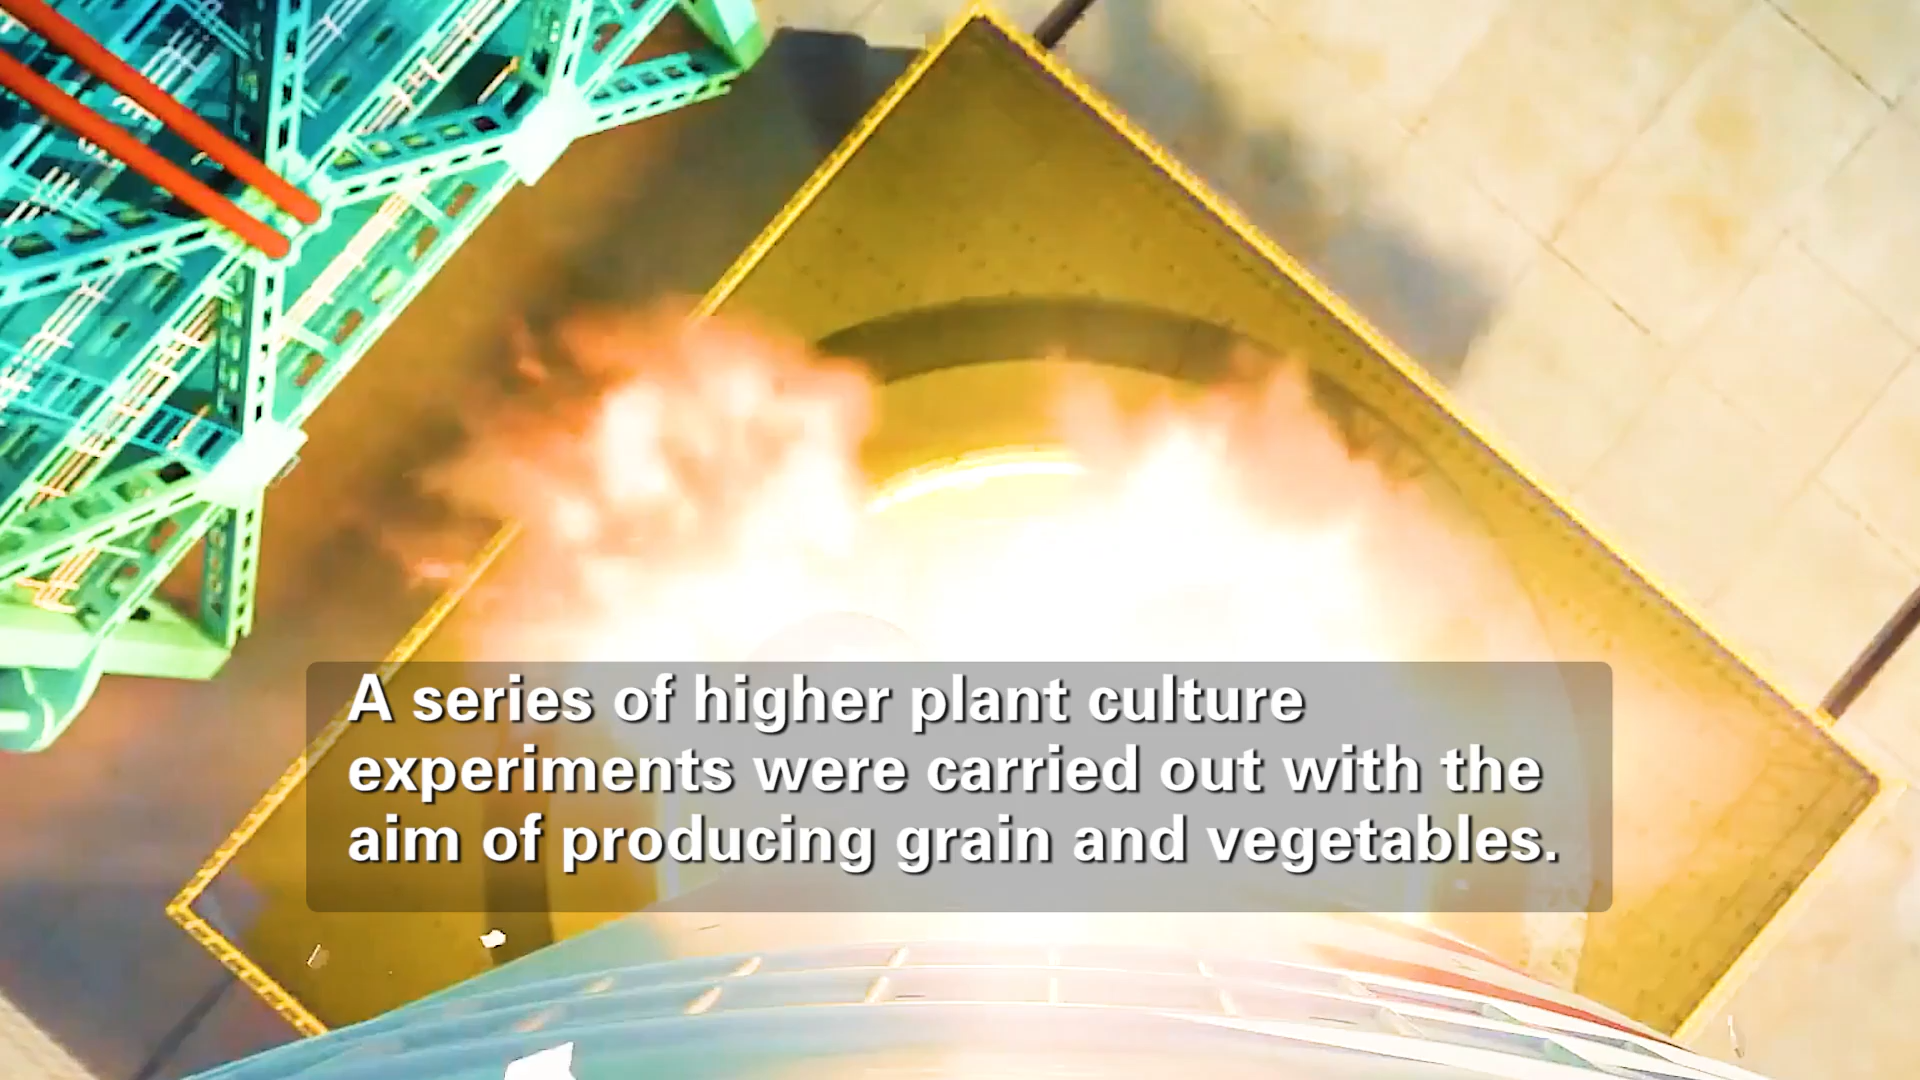 A series of higher plant culture
experiments were carried out with the
aim of producing grain and vegetables.